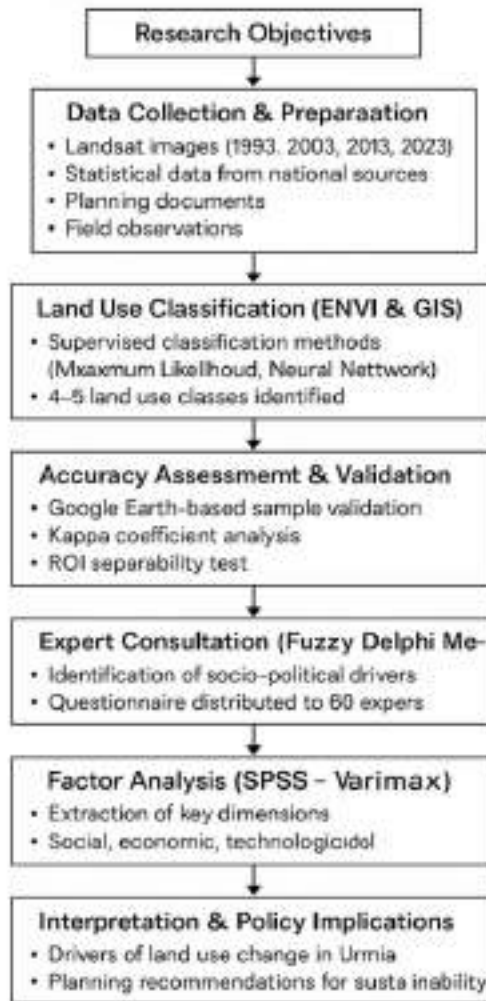 Research Objectives
Data Collection & Preparaation
• Landsat images (1993. 2003, 2013, 2023)
• Statistical data from national sources
• Planning documents
• Field observations
Land Use Classification (ENVI & GIS)
• Supervised classification methods
(Mxaxmum Likellhoud, Neural Nettwork)
• 4–5 land use classes identified
Accuracy Assessmemt & Validation
• Google Earth-based sample validation
• Kappa coefficient analysis
• ROI separability test
Expert Consultation (Fuzzy Delphi Me-
• Identification of socio-political drivers
• Questionnaire distributed to 60 expers
Factor Analysis (SPSS – Varimax)
• Extraction of key dimensions
• Social, economic, technologicidol
Interpretation & Policy Implications
• Drivers of land use change in Urmia
• Planning recommendations for susta inability